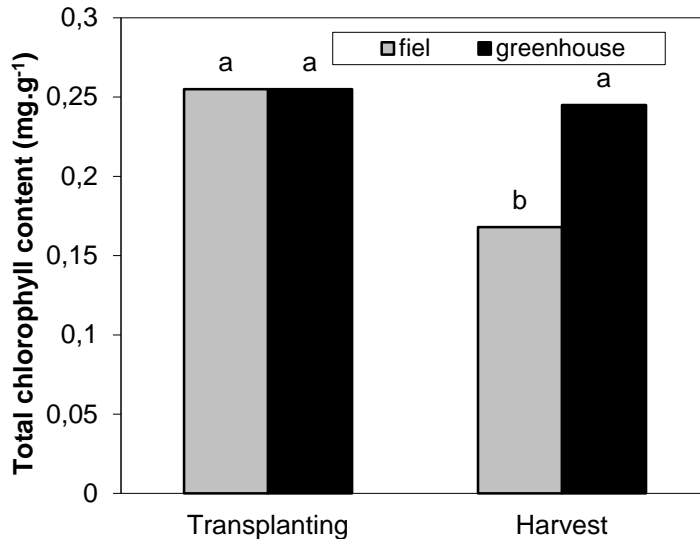 Total chlorophyll content (mg.g⁻¹)
0,3
0,25
0,2
0,15
0,1
0,05
0
fiel greenhouse
a a
b a
Transplanting Harvest